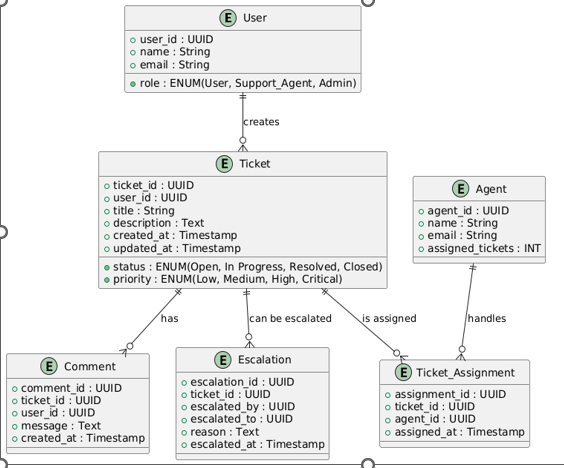 E User
user_id : UUID
name : String
email : String
role : ENUM(User, Support_Agent, Admin)
creates
E Ticket
ticket_id : UUID
user_id : UUID
title : String
description : Text
created_at : Timestamp
updated_at : Timestamp
status : ENUM(Open, In Progress, Resolved, Closed)
priority : ENUM(Low, Medium, High, Critical)
E Agent
agent_id : UUID
name : String
email : String
assigned_tickets : INT
has
can be escalated
is assigned
handles
E Comment
comment_id : UUID
ticket_id : UUID
user_id : UUID
message : Text
created_at : Timestamp
E Escalation
escalation_id : UUID
ticket_id : UUID
escalated_by : UUID
escalated_to : UUID
reason : Text
escalated_at : Timestamp
E Ticket_Assignment
assignment_id : UUID
ticket_id : UUID
agent_id : UUID
assigned_at : Timestamp